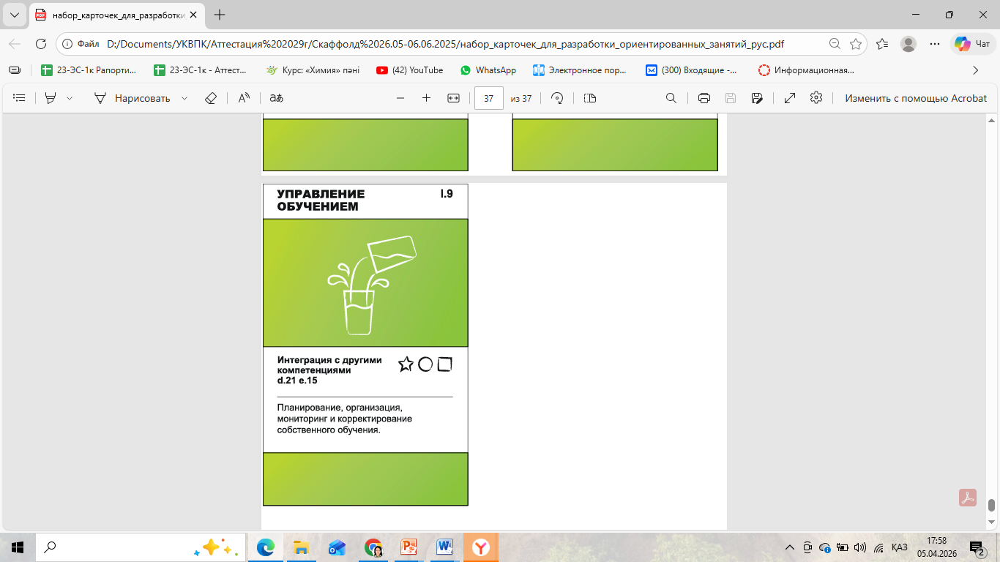 набор_карточек_для_разработки_
Файл D:/Documents/УКВПК/Аттестация%202029г/Скаффолд%2026.05-06.06.2025/набор_карточек_для_разработки_ориентированных_занятий_рус.pdf
Чат
23-ЭС-1к Рапорти... 23-ЭС-1к - Аттест... Курс: «Химия» пәні (42) YouTube WhatsApp Электронное пор... (300) Входящие -... Информационная...
Нарисовать аあ 37 из 37 Изменить с помощью Acrobat
УПРАВЛЕНИЕ I.9
ОБУЧЕНИЕМ
Интеграция с другими
компетенциями
d.21 e.15
Планирование, организация,
мониторинг и корректирование
собственного обучения.
ҚАЗ
17:58
05.04.2026
2